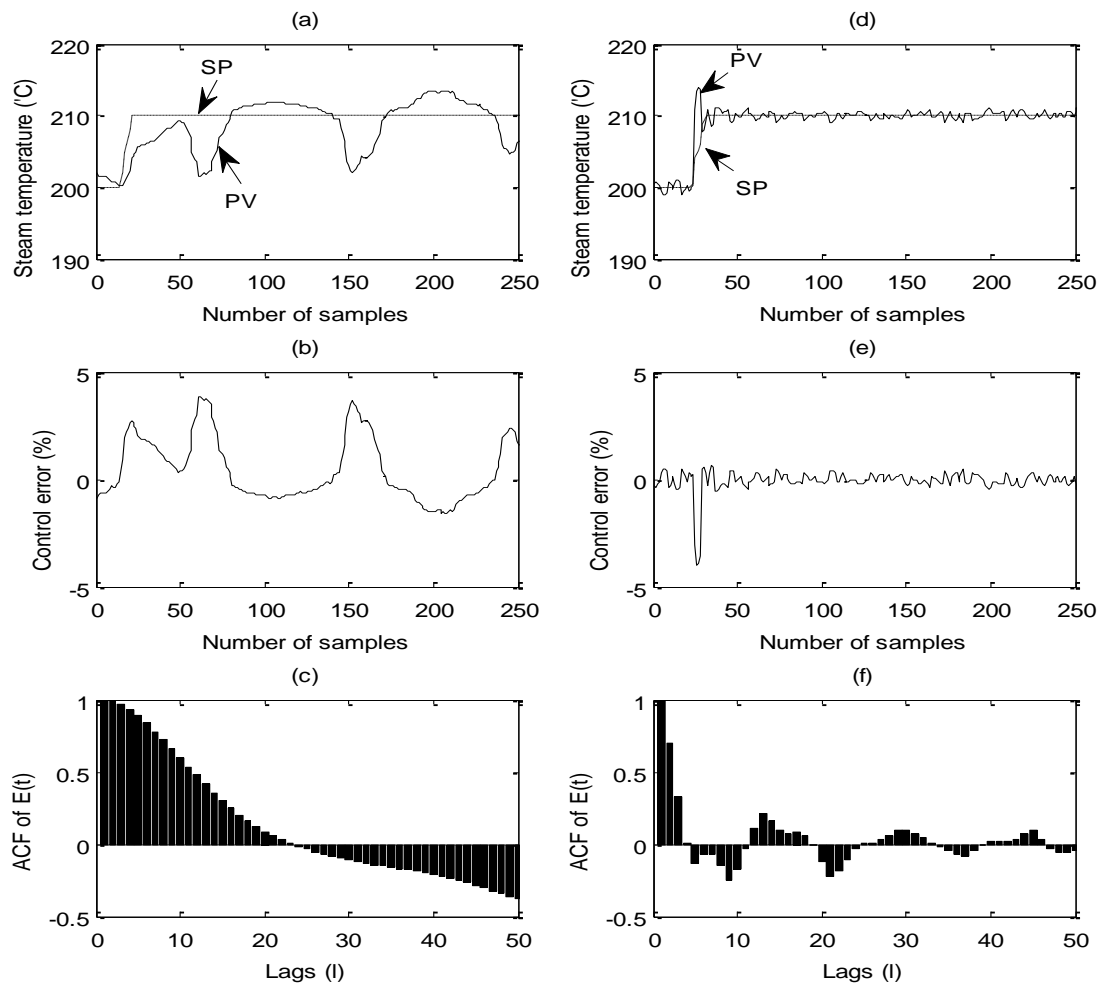 (a)
220
210
200
190
Steam temperature ('C)
SP
PV
0 50 100 150 200 250
Number of samples
(b)
5
0
-5
Control error (%)
0 50 100 150 200 250
Number of samples
(c)
1
0.5
0
-0.5
ACF of E(t)
0 10 20 30 40 50
Lags (l)
(d)
220
210
200
190
Steam temperature ('C)
PV
SP
0 50 100 150 200 250
Number of samples
(e)
5
0
-5
Control error (%)
0 50 100 150 200 250
Number of samples
(f)
1
0.5
0
-0.5
ACF of E(t)
0 10 20 30 40 50
Lags (l)